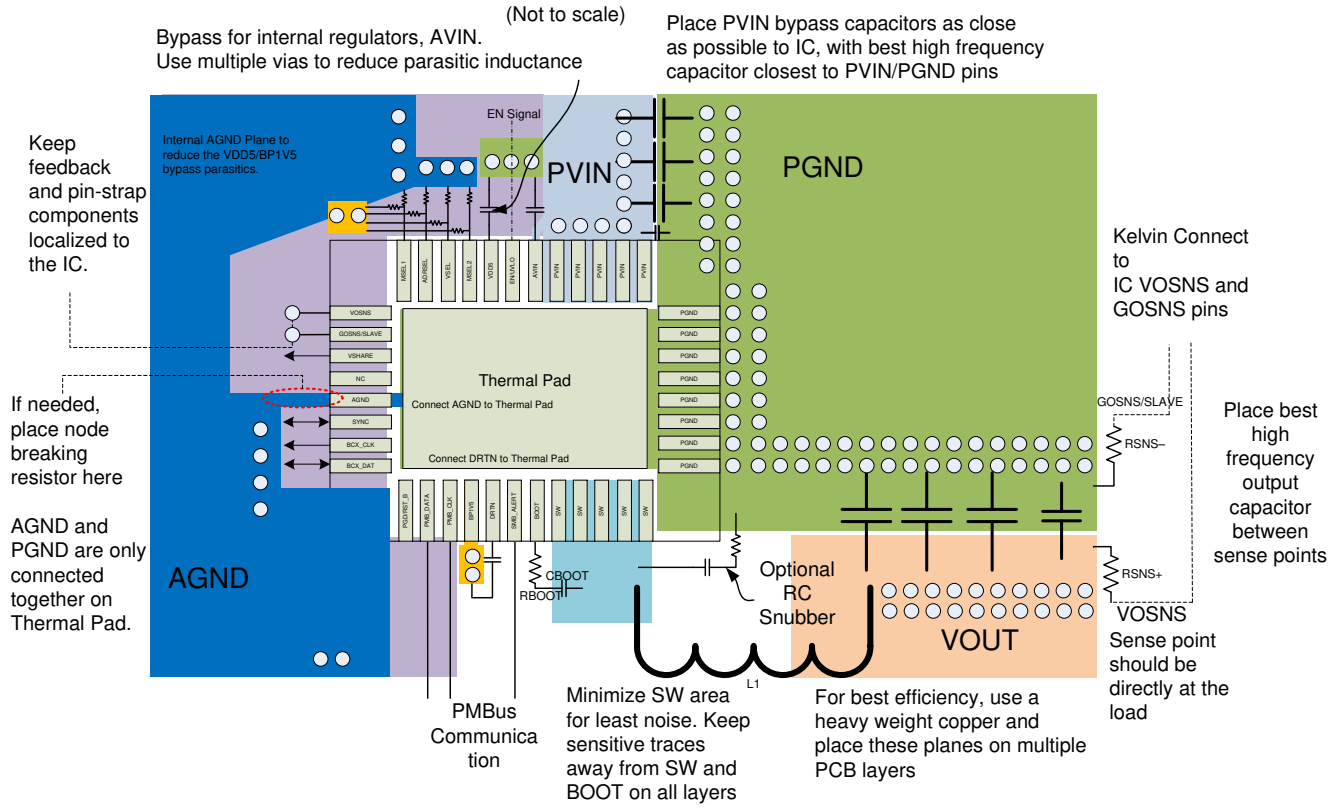 (Not to scale)
Bypass for internal regulators, AVIN.
Use multiple vias to reduce parasitic inductance
Place PVIN bypass capacitors as close
as possible to IC, with best high frequency
capacitor closest to PVIN/PGND pins
Keep
feedback
and pin-strap
components
localized to
the IC.
Internal AGND Plane to
reduce the VDD5/BP1V5
bypass parasitics.
EN Signal
PVIN
PGND
Kelvin Connect
to
IC VOSNS and
GOSNS pins
MSEL1
ADRSEL
VSEL
MSEL2
VDD5
EN/UVLO
AVIN
PVIN
PVIN
PVIN
PVIN
PVIN
VOSNS
GOSNS/SLAVE
VSHARE
NC
AGND
SYNC
BCX_CLK
BCX_DAT
Thermal Pad
Connect AGND to Thermal Pad
Connect DRTN to Thermal Pad
PGND
PGND
PGND
PGND
PGND
PGND
PGND
PGND
If needed,
place node
breaking
resistor here
AGND and
PGND are only
connected
together on
Thermal Pad.
GOSNS/SLAVE
RSNS–
Place best
high
frequency
output
capacitor
between
sense points
PGD/RST_B
PMB_DATA
PMB_CLK
BP1V5
DRTN
SMB_ALERT
BOOT
SW
SW
SW
SW
SW
AGND
CBOOT
RBOOT
Optional
RC
Snubber
RSNS+
VOUT
VOSNS
Sense point
should be
directly at the
load
L1
PMBus
Communica
tion
Minimize SW area
for least noise. Keep
sensitive traces
away from SW and
BOOT on all layers
For best efficiency, use a
heavy weight copper and
place these planes on multiple
PCB layers